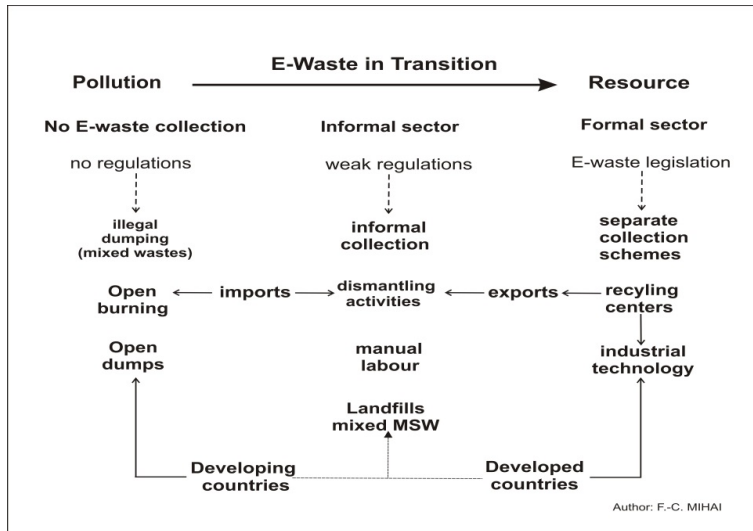 E-Waste in Transition
Pollution
Resource
No E-waste collection
Informal sector
Formal sector
no regulations
weak regulations
E-waste legislation
illegal
dumping
(mixed wastes)
informal
collection
separate
collection
schemes
Open
burning
imports
dismantling
activities
exports
recyling
centers
Open
dumps
manual
labour
industrial
technology
Landfills
mixed MSW
Developing
countries
Developed
countries
Author: F.-C. MIHAI